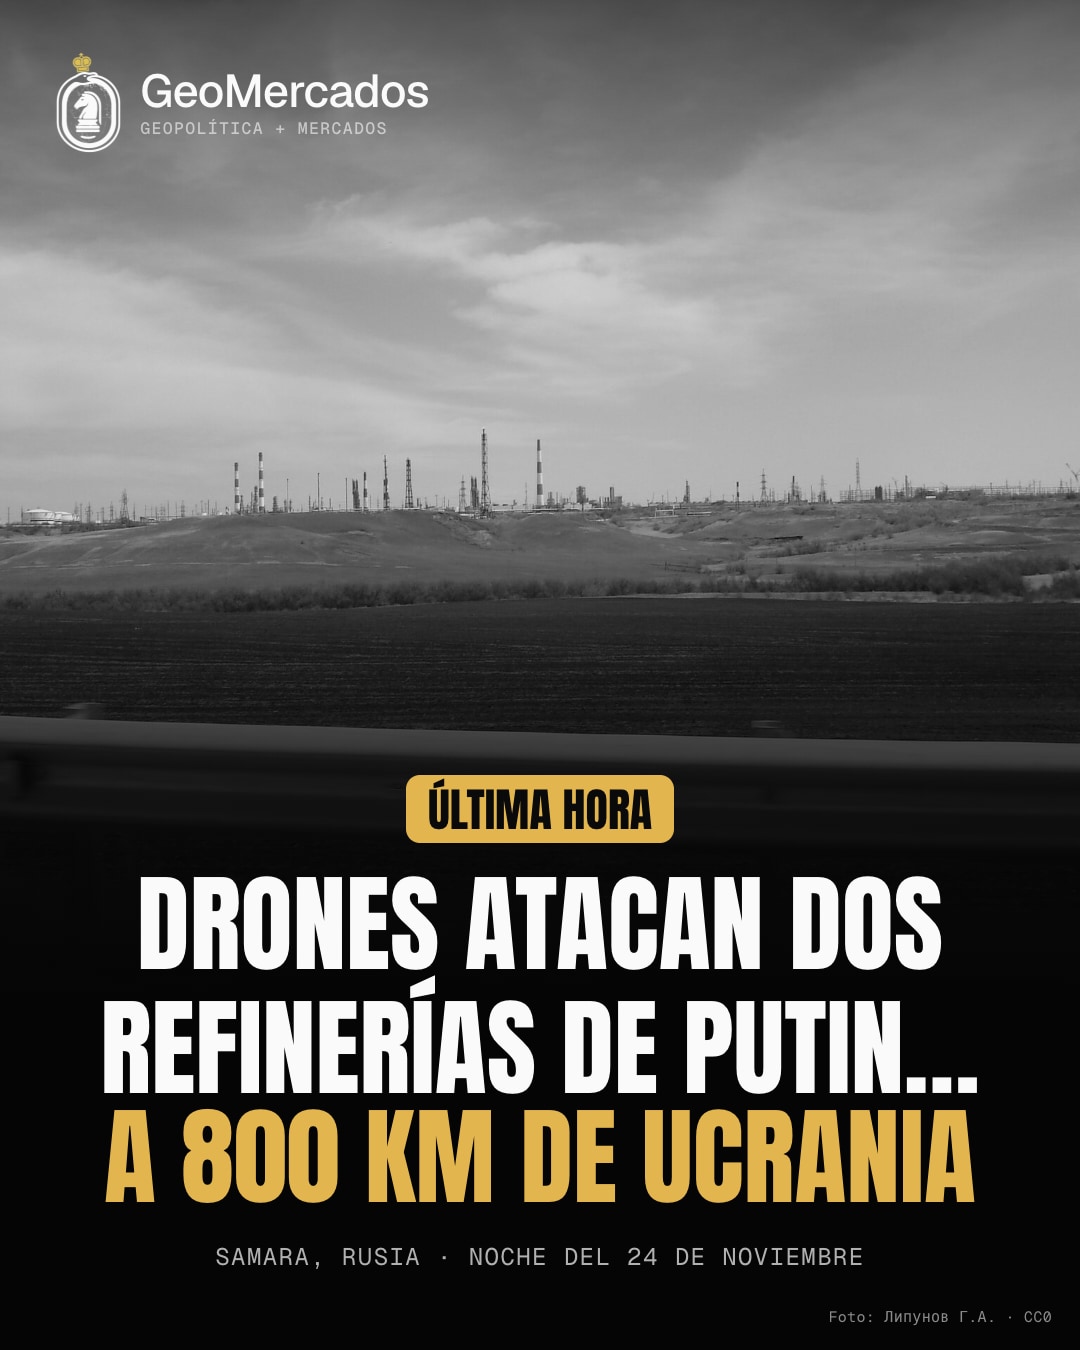 GeoMercados
GEOPOLÍTICA + MERCADOS
ÚLTIMA HORA
DRONES ATACAN DOS
REFINERÍAS DE PUTIN...
A 800 KM DE UCRANIA
SAMARA, RUSIA · NOCHE DEL 24 DE NOVIEMBRE
Foto: Липунов Г.А. · CC0